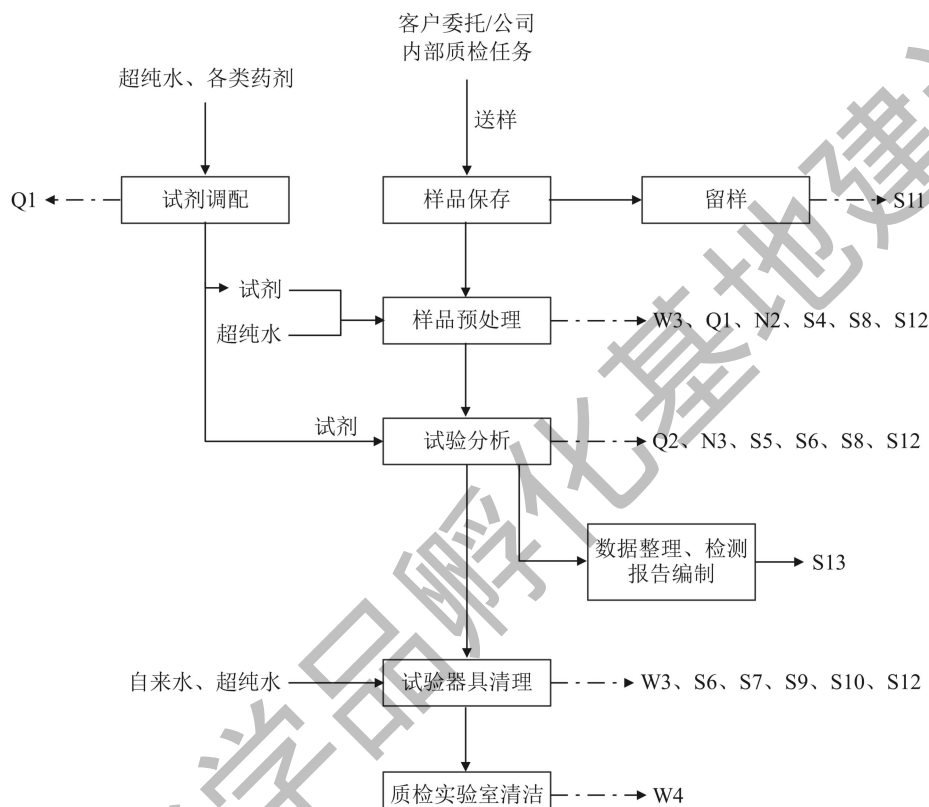 客户委托/公司
内部质检任务
超纯水、各类药剂
送样
Q1
试剂调配
样品保存
留样
S11
试剂
超纯水
样品预处理
W3、Q1、N2、S4、S8、S12
试剂
试验分析
Q2、N3、S5、S6、S8、S12
数据整理、检测
报告编制
S13
自来水、超纯水
试验器具清理
W3、S6、S7、S9、S10、S12
质检实验室清洁
W4
学品孵化基地建